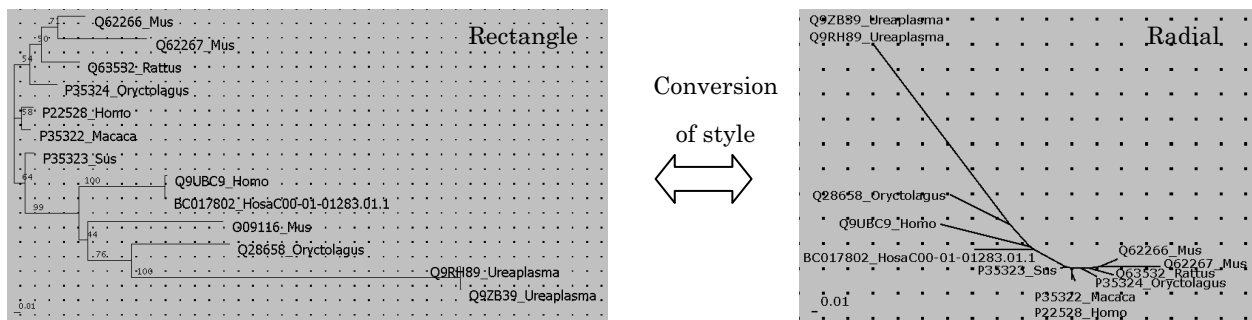 Rectangle
71
Q62266_Mus
50
Q62267_Mus
54
Q63532_Rattus
P35324_Oryctolagus
58
P22528_Homo
P35322_Macaca
P35323_Sus
64
100
Q9UBC9_Homo
BC017802_HosaC00-01-01283.01.1
99
O09116_Mus
44
Q28658_Oryctolagus
76
100
Q9RH89_Ureaplasma
Q9ZB39_Ureaplasma
0.01
Conversion
of style
Q9ZB39_Ureaplasma
Q9RH89_Ureaplasma
Radial
Q28658_Oryctolagus
Q9UBC9_Homo
BC017802_HosaC00-01-01283.01.1
P35323_Sus
Q62266_Mus
Q62267_Mus
Q63532_Rattus
P35324_Oryctolagus
P35322_Macaca
P22528_Homo
0.01